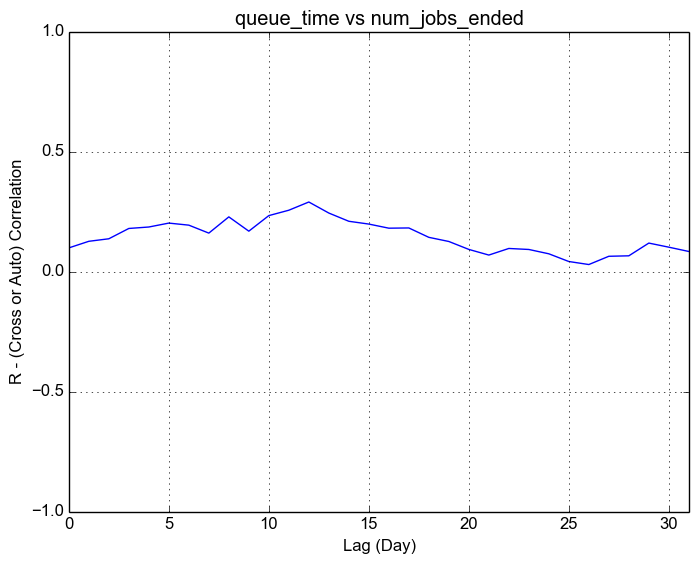 queue_time vs num_jobs_ended
1.0
0.5
0.0
−0.5
−1.0
R - (Cross or Auto) Correlation
0 5 10 15 20 25 30
Lag (Day)